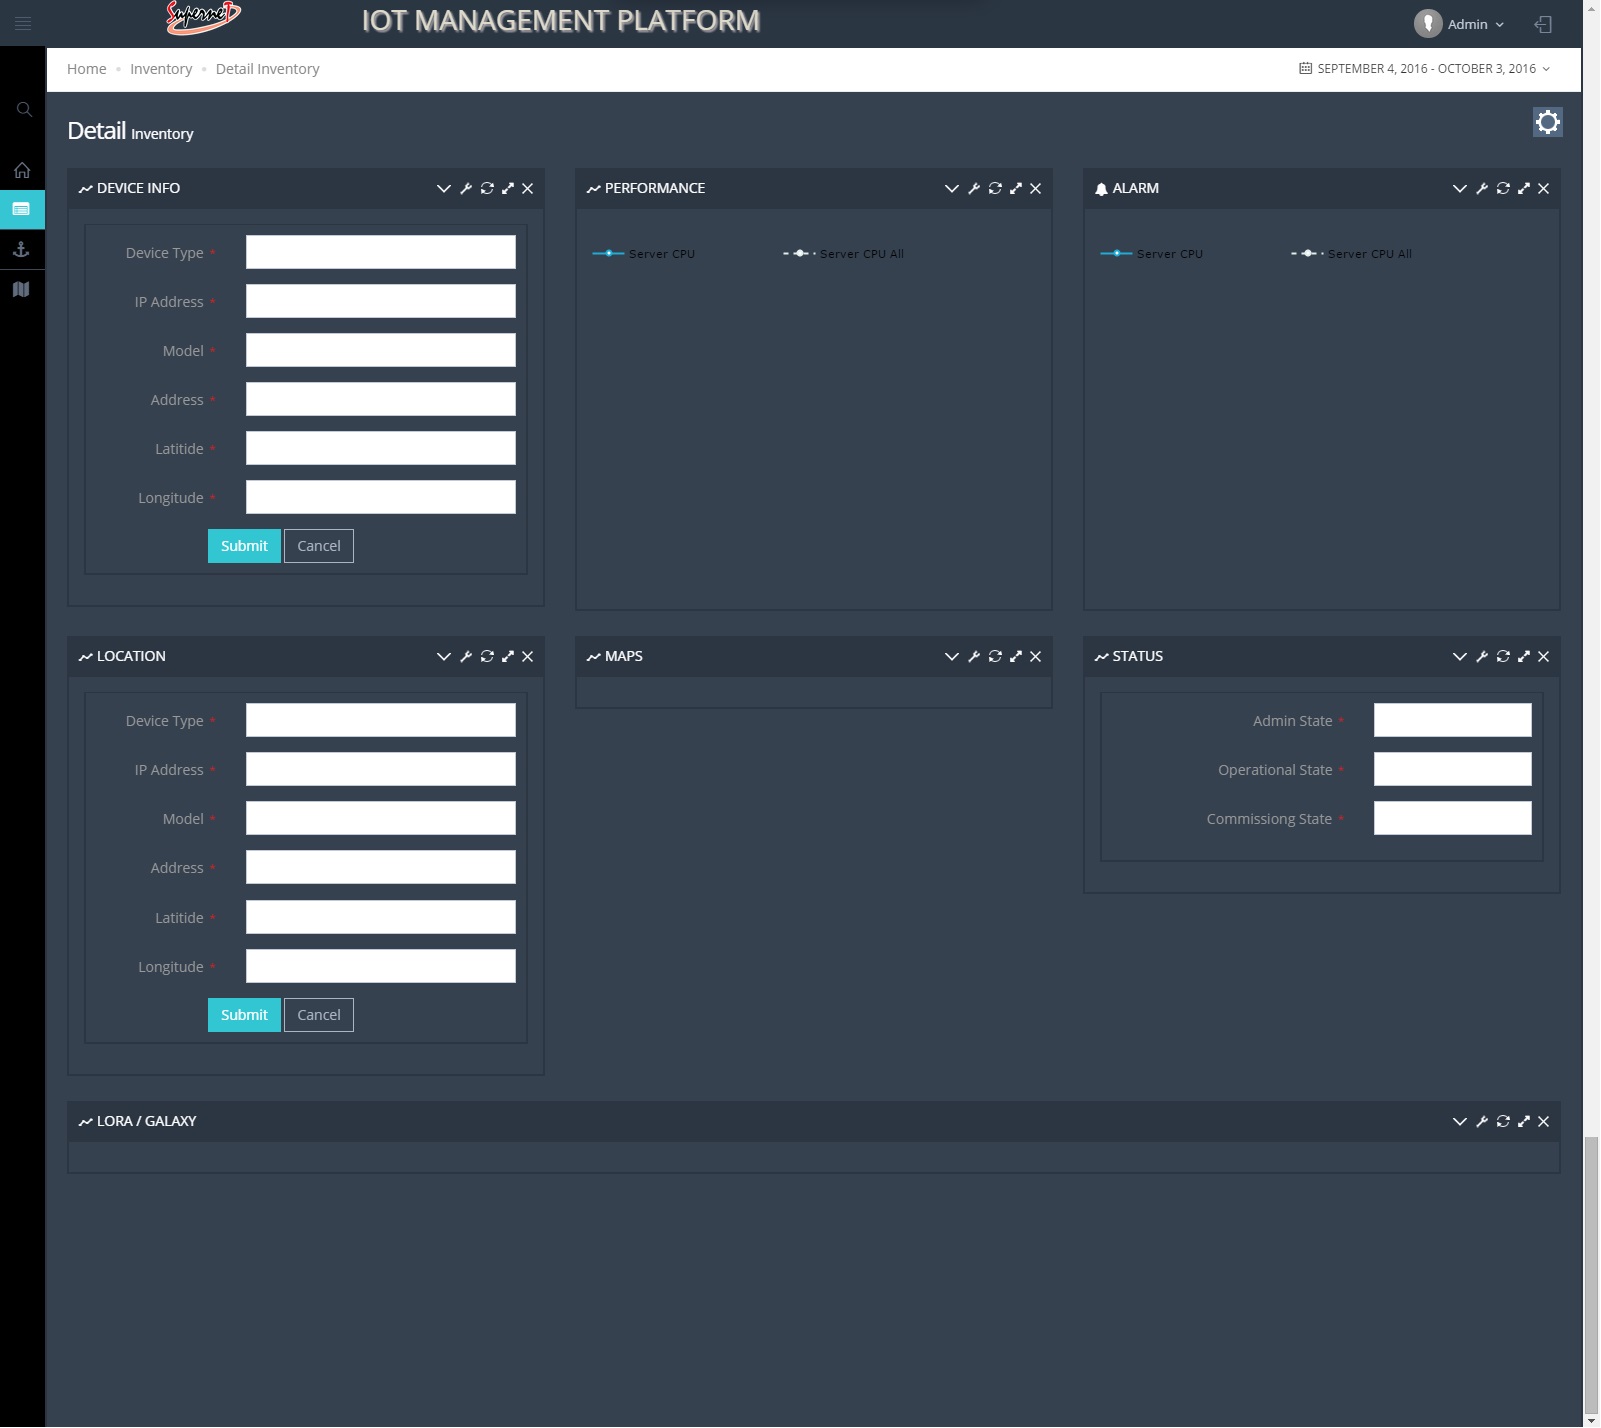 SuperneT
IOT MANAGEMENT PLATFORM
Admin
Home • Inventory • Detail Inventory
SEPTEMBER 4, 2016 - OCTOBER 3, 2016
Detail Inventory
DEVICE INFO
Device Type *
IP Address *
Model *
Address *
Latitide *
Longitude *
Submit Cancel
PERFORMANCE
Server CPU Server CPU All
ALARM
Server CPU Server CPU All
LOCATION
Device Type *
IP Address *
Model *
Address *
Latitide *
Longitude *
Submit Cancel
MAPS
STATUS
Admin State *
Operational State *
Commissiong State *
LORA / GALAXY